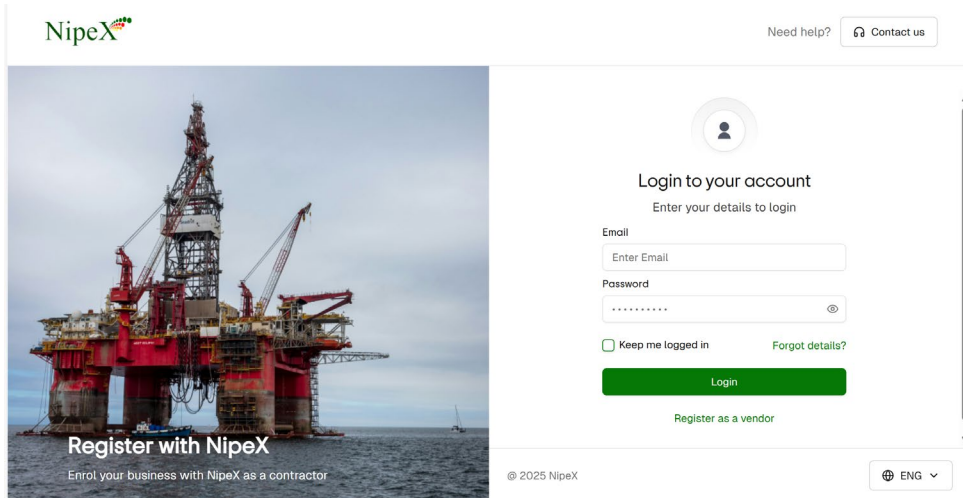 NipeX
Need help?
Contact us
Login to your account
Enter your details to login
Email
Enter Email
Password
Keep me logged in
Forgot details?
Login
Register as a vendor
Register with NipeX
Enrol your business with NipeX as a contractor
@ 2025 NipeX
ENG